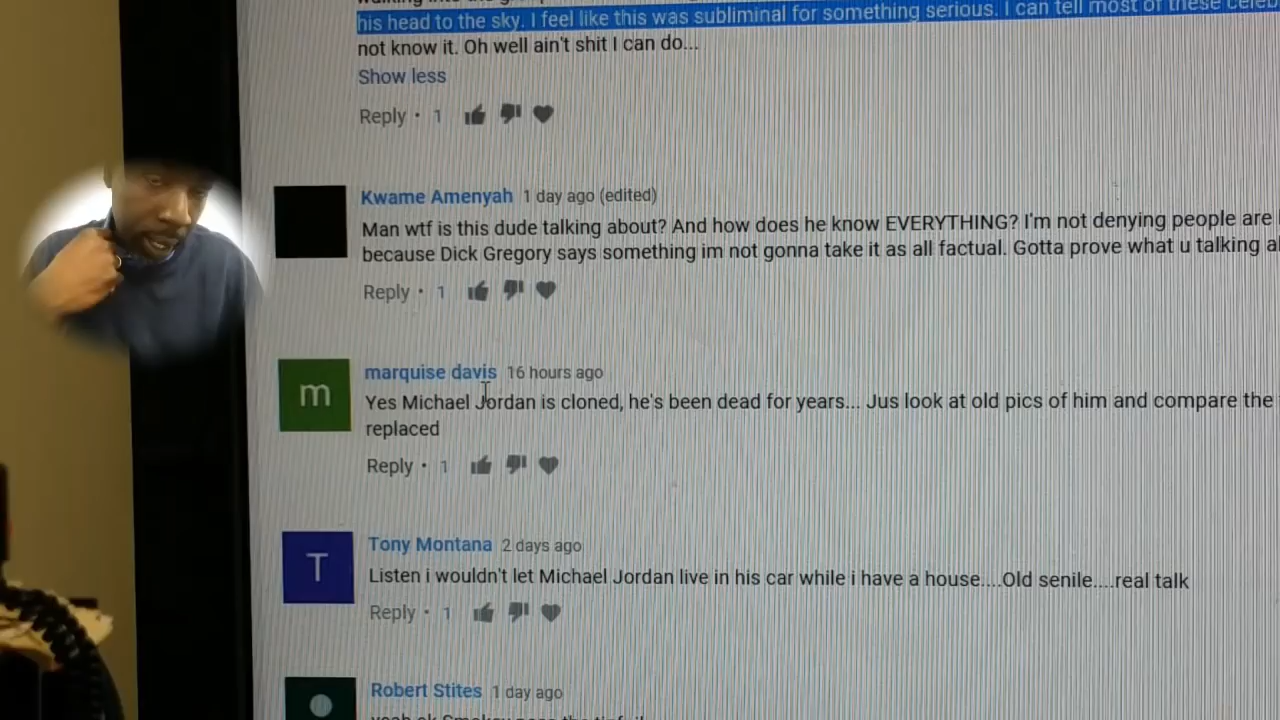 his head to the sky. I feel like this was subliminal for something serious. I can tell most of these celeb
not know it. Oh well ain't shit I can do...
Show less
Reply · 1
Kwame Amenyah 1 day ago (edited)
Man wtf is this dude talking about? And how does he know EVERYTHING? I'm not denying people are
because Dick Gregory says something im not gonna take it as all factual. Gotta prove what u talking a
Reply · 1
m
marquise davis 16 hours ago
Yes Michael Jordan is cloned, he's been dead for years... Jus look at old pics of him and compare the
replaced
Reply · 1
T
Tony Montana 2 days ago
Listen i wouldn't let Michael Jordan live in his car while i have a house....Old senile....real talk
Reply · 1
Robert Stites 1 day ago